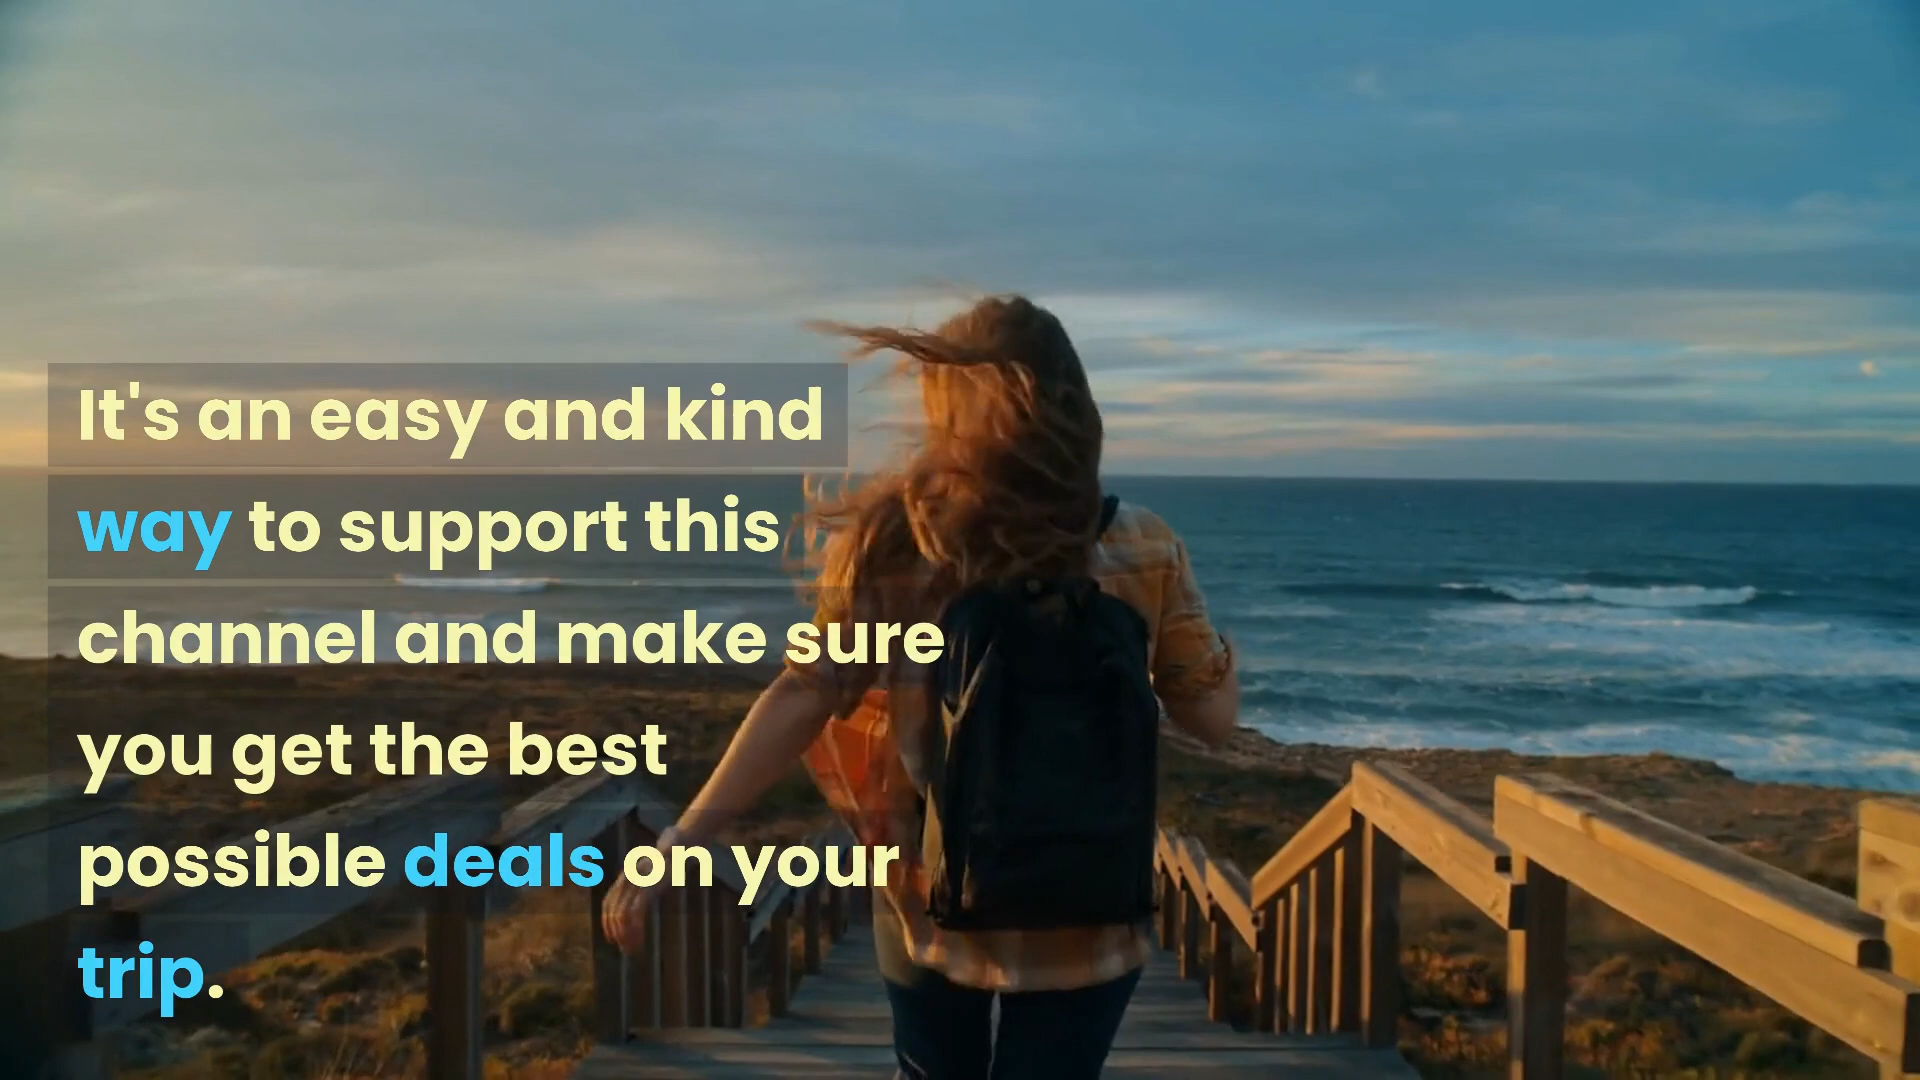 It's an easy and kind
way to support this
channel and make sure
you get the best
possible deals on your
trip.